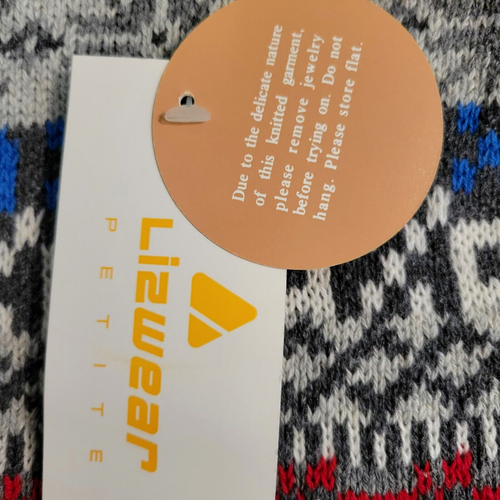 Due to the delicate nature
of this knitted garment,
please remove jewelry
before trying on. Do not
hang. Please store flat.
Lizwear
PETITE